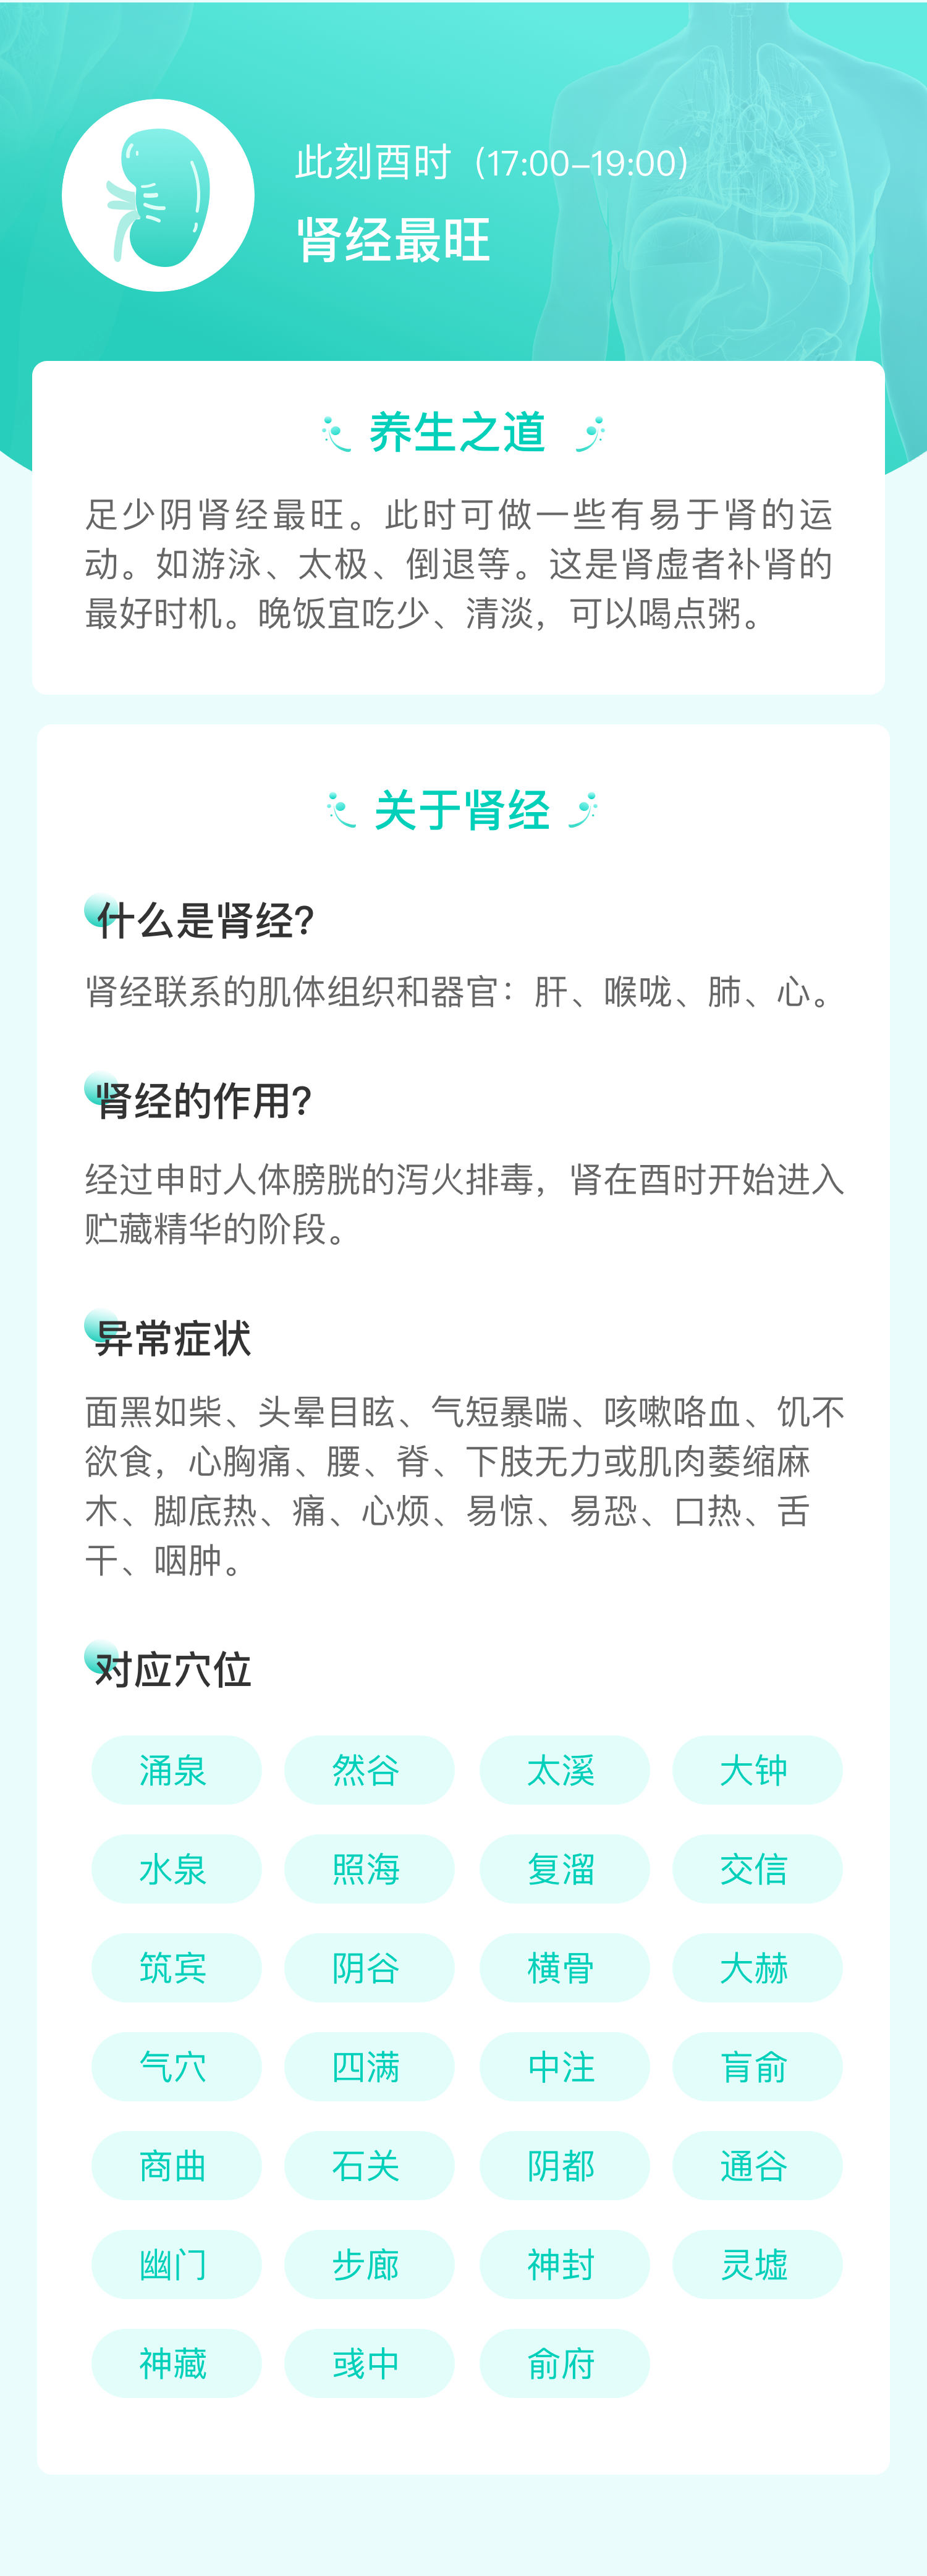 此刻酉时（17:00–19:00）
肾经最旺
养生之道
足少阴肾经最旺。此时可做一些有易于肾的运
动。如游泳、太极、倒退等。这是肾虚者补肾的
最好时机。晚饭宜吃少、清淡，可以喝点粥。
关于肾经
什么是肾经?
肾经联系的肌体组织和器官：肝、喉咙、肺、心。
肾经的作用?
经过申时人体膀胱的泻火排毒，肾在酉时开始进入
贮藏精华的阶段。
异常症状
面黑如柴、头晕目眩、气短暴喘、咳嗽咯血、饥不
欲食，心胸痛、腰、脊、下肢无力或肌肉萎缩麻
木、脚底热、痛、心烦、易惊、易恐、口热、舌
干、咽肿。
对应穴位
涌泉 然谷 太溪 大钟
水泉 照海 复溜 交信
筑宾 阴谷 横骨 大赫
气穴 四满 中注 肓俞
商曲 石关 阴都 通谷
幽门 步廊 神封 灵墟
神藏 彧中 俞府